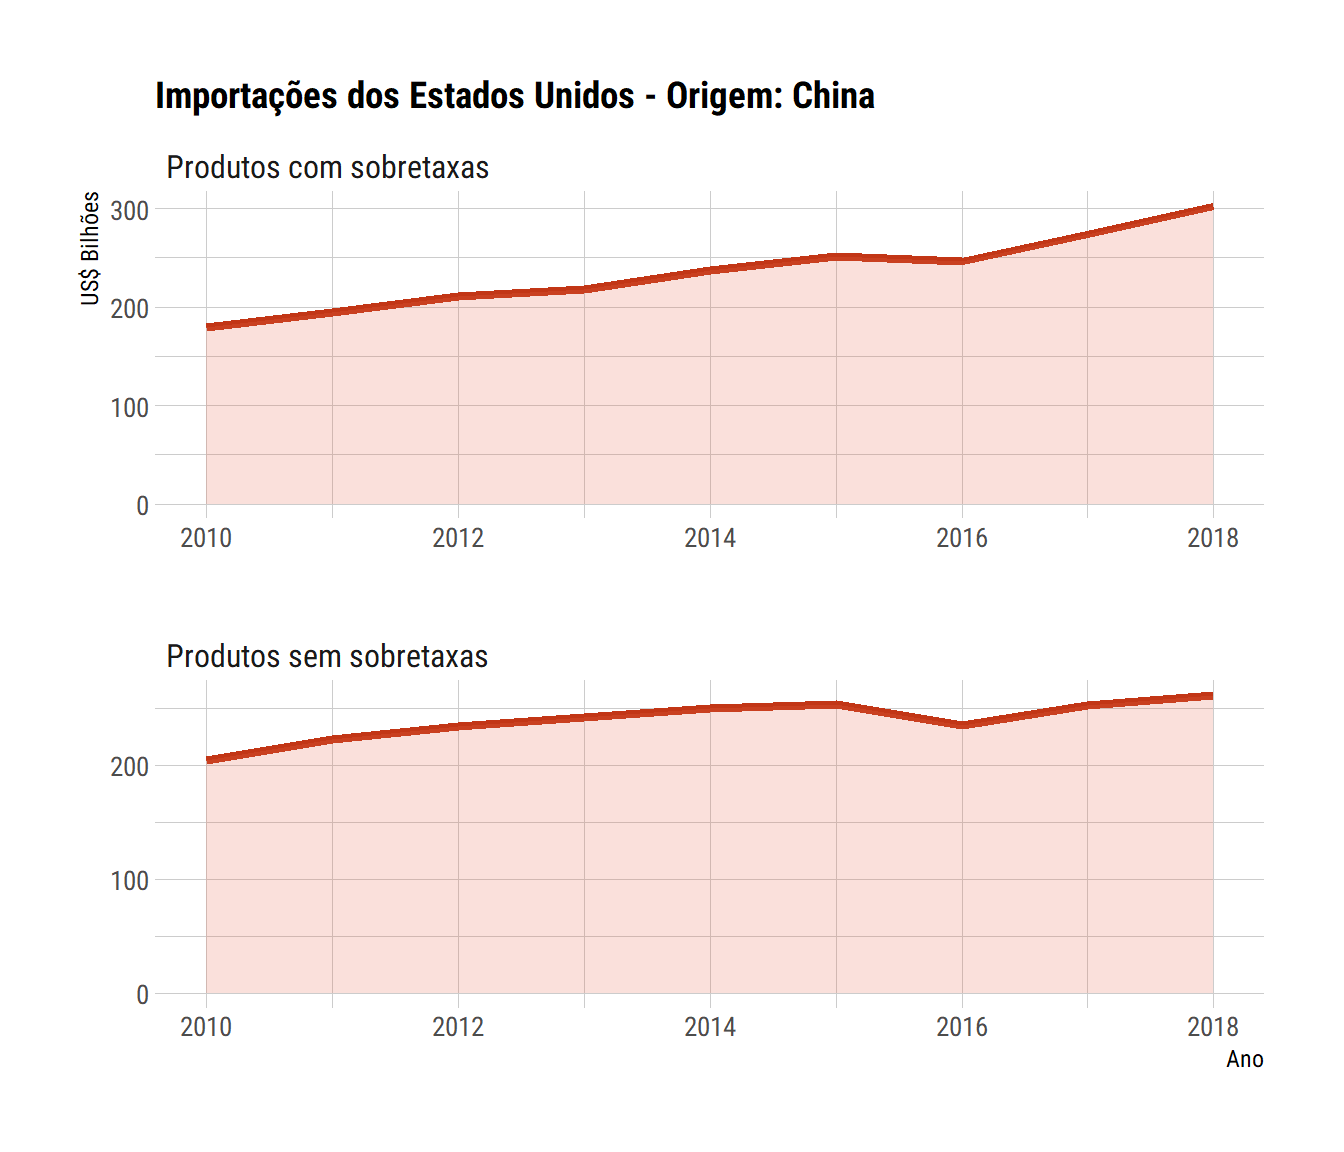 Importações dos Estados Unidos - Origem: China
Produtos com sobretaxas
US$ Bilhões
300
200
100
0
2010 2012 2014 2016 2018
Produtos sem sobretaxas
200
100
0
2010 2012 2014 2016 2018
Ano